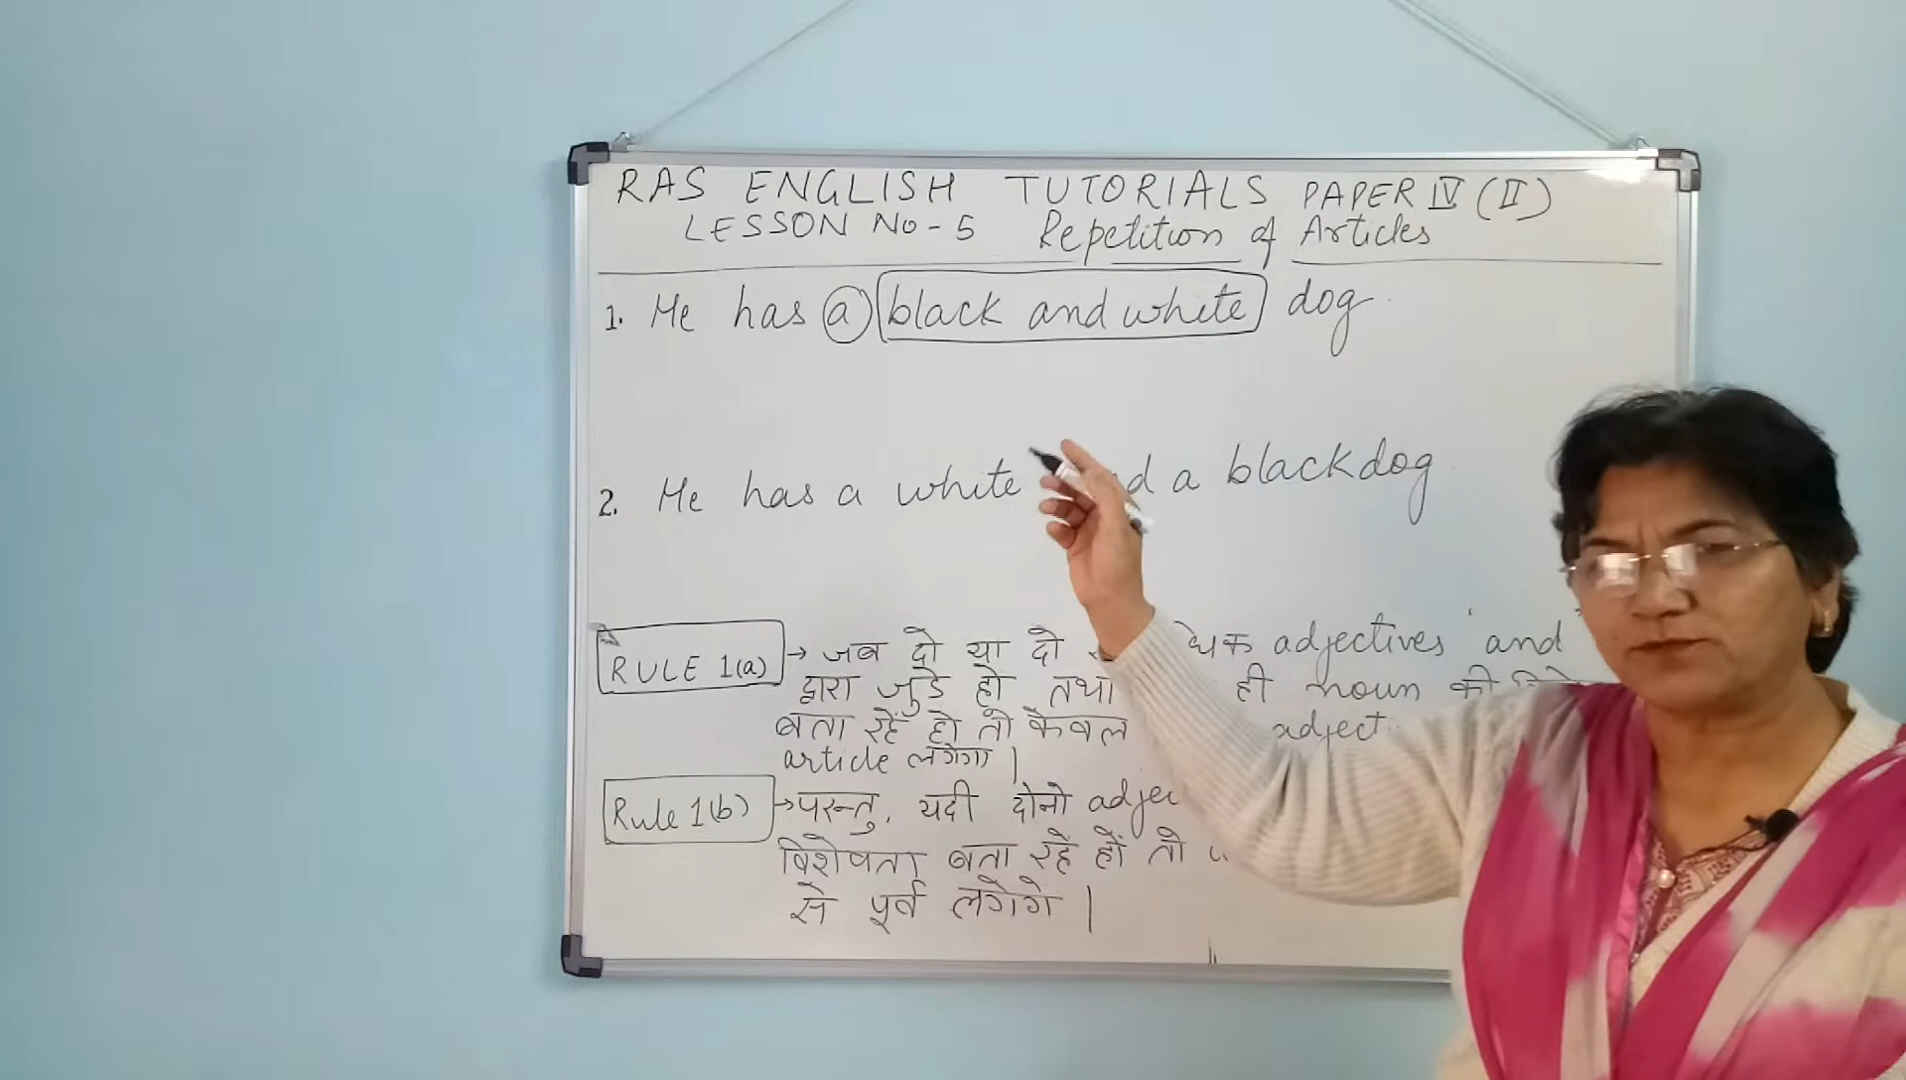 RAS ENGLISH TUTORIALS PAPER IV (II)
LESSON No - 5 Repetition of Articles
1. He has a black and white dog.
2. He has a white a black dog
RULE 1(a) → जब दो या दो adjectives 'and
द्वारा जुड़े हो तथा ही noun की
बता रहें हो तो केवल
article लगेगा |
Rule 1(b) → परन्तु, यदी दोनो
विशेषता बता रहें हों तो
से पूर्व लगेगे |